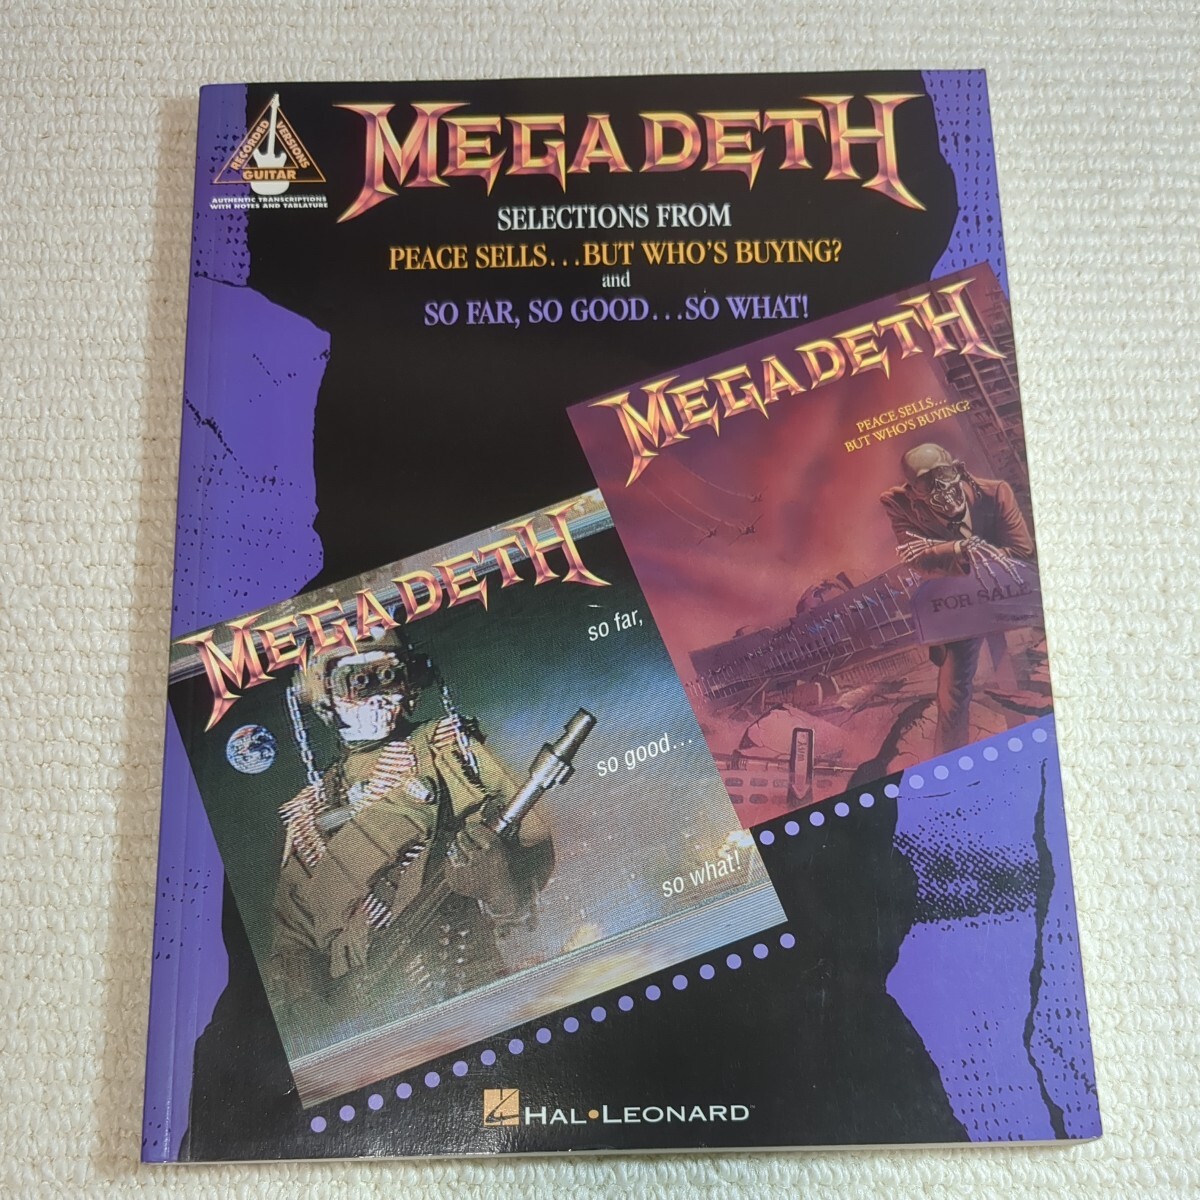 RECORDED
VERSIONS
GUITAR
AUTHENTIC TRANSCRIPTIONS
WITH NOTES AND TABLATURE
MEGADETH
SELECTIONS FROM
PEACE SELLS...BUT WHO'S BUYING?
and
SO FAR, SO GOOD...SO WHAT!
MEGADETH
PEACE SELLS...
BUT WHO'S BUYING?
FOR SALE
MEGADETH
so far,
so good...
so what!
HAL•LEONARD™